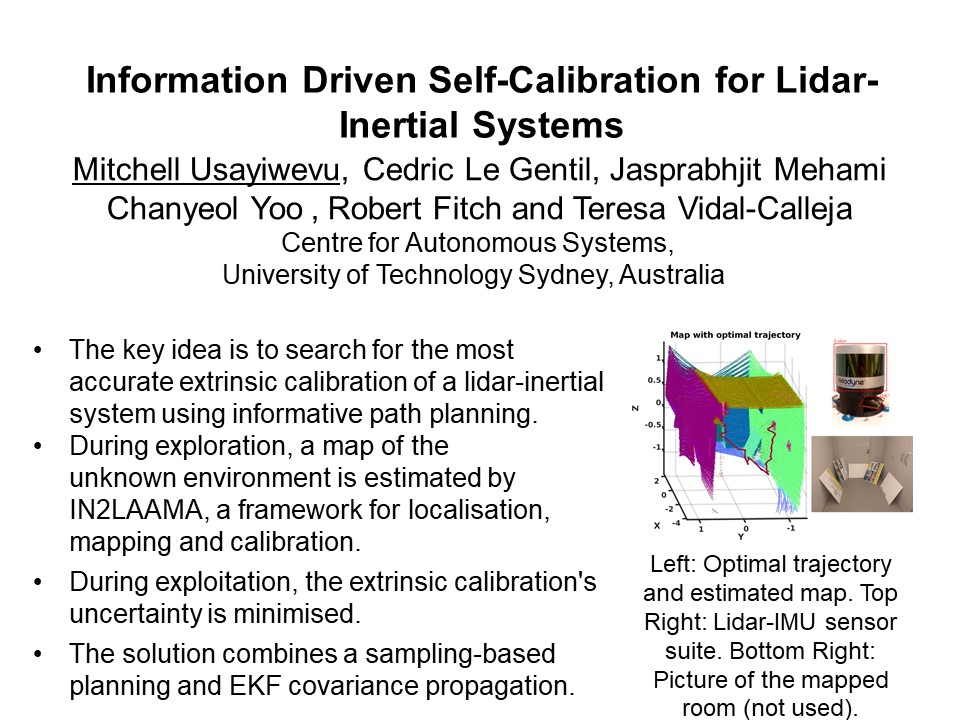 Information Driven Self-Calibration for Lidar-
Inertial Systems
Mitchell Usayiwevu, Cedric Le Gentil, Jasprabhjit Mehami
Chanyeol Yoo , Robert Fitch and Teresa Vidal-Calleja
Centre for Autonomous Systems,
University of Technology Sydney, Australia
• The key idea is to search for the most
accurate extrinsic calibration of a lidar-inertial
system using informative path planning.
• During exploration, a map of the
unknown environment is estimated by
IN2LAAMA, a framework for localisation,
mapping and calibration.
• During exploitation, the extrinsic calibration's
uncertainty is minimised.
• The solution combines a sampling-based
planning and EKF covariance propagation.
Map with optimal trajectory
1
0.5
0
-0.5
-1
Z
2
0
-2
-4
X
1
0
-1
Y
Lidar
Velodyne
Left: Optimal trajectory
and estimated map. Top
Right: Lidar-IMU sensor
suite. Bottom Right:
Picture of the mapped
room (not used).